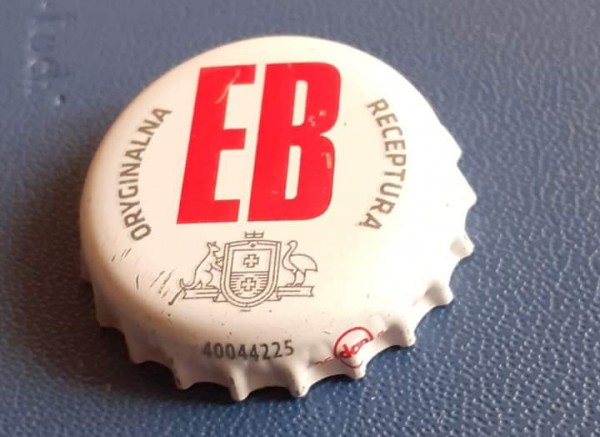 EB
ORYGINALNA
RECEPTURA
40044225